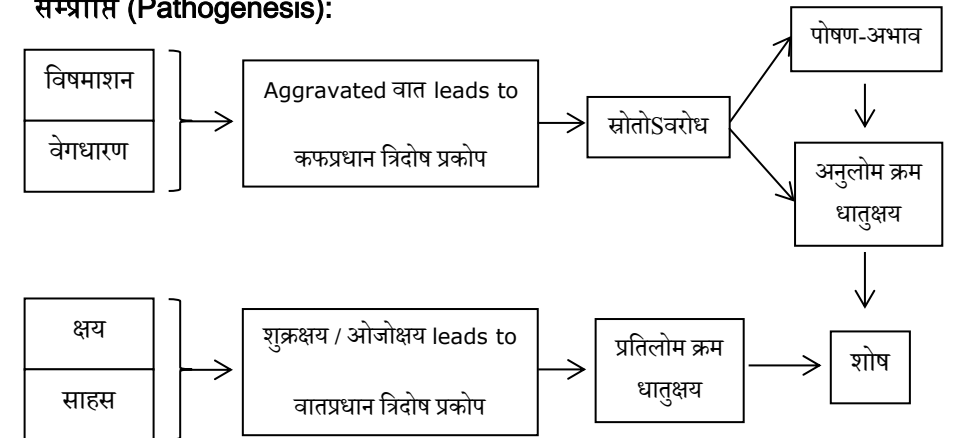 सम्प्राप्ति (Pathogenesis):
विषमाशन
वेगधारण
Aggravated वात leads to
कफप्रधान त्रिदोष प्रकोप
स्रोतोSवरोध
पोषण-अभाव
अनुलोम क्रम
धातुक्षय
क्षय
साहस
शुक्रक्षय / ओजोक्षय leads to
वातप्रधान त्रिदोष प्रकोप
प्रतिलोम क्रम
धातुक्षय
शोष